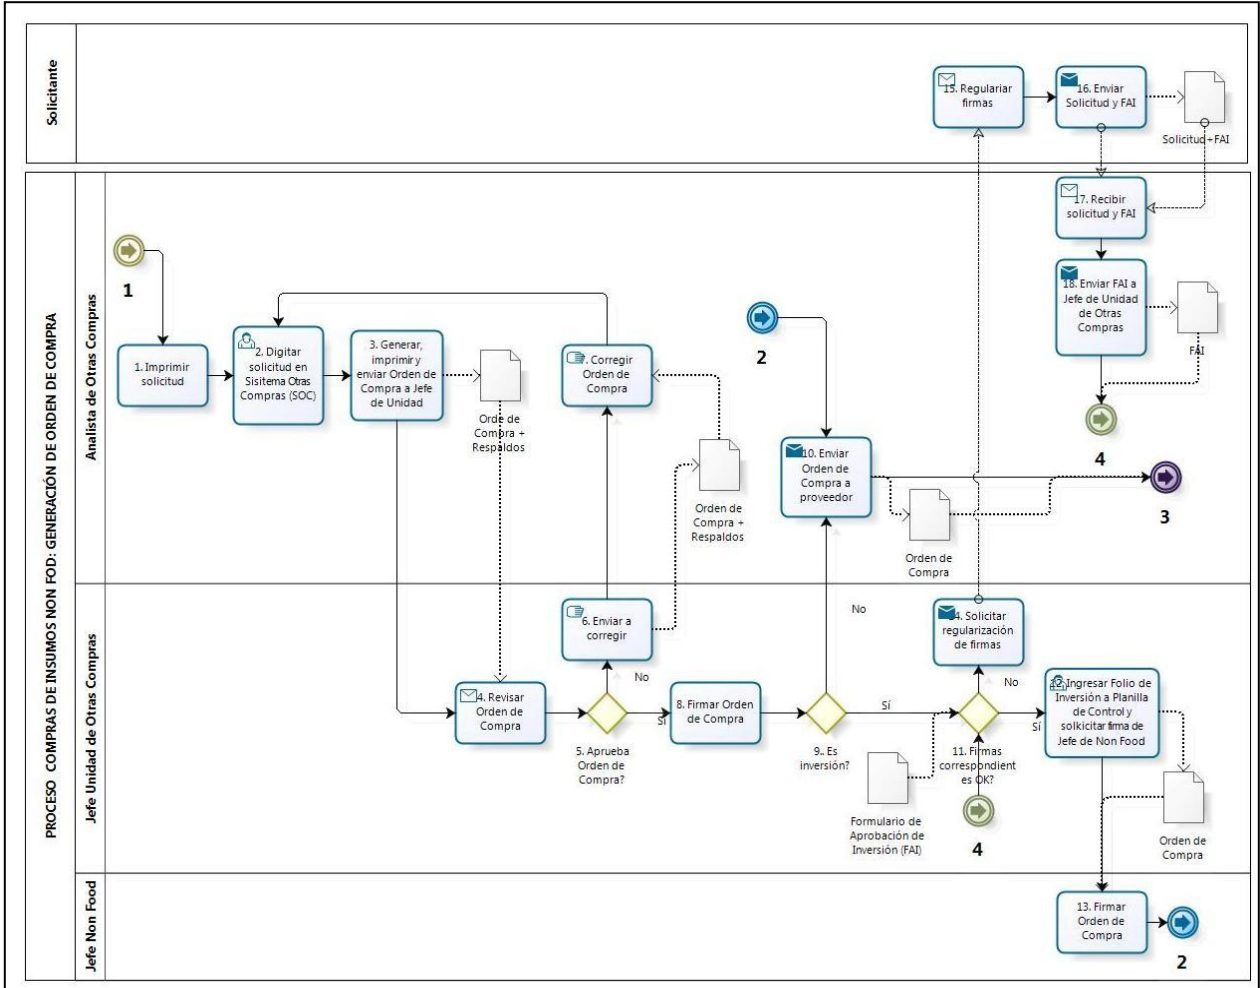 Solicitante
15. Regulariar
firmas
16. Enviar
Solicitud y FAI
Solicitud+FAI
PROCESO COMPRAS DE INSUMOS NON FOD: GENERACIÓN DE ORDEN DE COMPRA
Analista de Otras Compras
17. Recibir
solicitud y FAI
18. Enviar FAI a
Jefe de Unidad
de Otras
Compras
FAI
4
1
1. Imprimir
solicitud
2. Digitar
solicitud en
Sisitema Otras
Compras (SOC)
3. Generar,
imprimir y
enviar Orden de
Compra a Jefe
de Unidad
Orde de
Compra +
Respaldos
. Corregir
Orden de
Compra
Orden de
Compra +
Respaldos
2
10. Enviar
Orden de
Compra a
proveedor
Orden de
Compra
3
Jefe Unidad de Otras Compras
4. Revisar
Orden de
Compra
5. Aprueba
Orden de
Compra?
No
Sí
6. Enviar a
corregir
8. Firmar Orden
de Compra
9.. Es
inversión?
No
Sí
Formulario de
Aprobación de
Inversión (FAI)
11. Firmas
correspondient
es OK?
4
No
Sí
4. Solicitar
regularización
de firmas
12. Ingresar Folio de
Inversión a Planilla
de Control y
solkicitar firma de
Jefe de Non Food
Orden de
Compra
Jefe Non Food
13. Firmar
Orden de
Compra
2